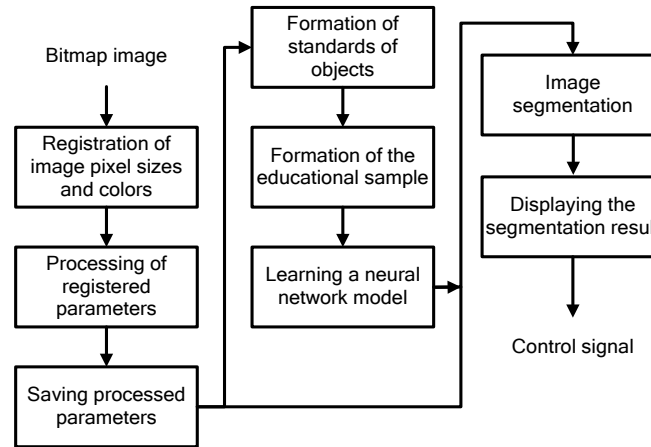 Bitmap image
Registration of
image pixel sizes
and colors
Processing of
registered
parameters
Saving processed
parameters
Formation of
standards of
objects
Formation of the
educational sample
Learning a neural
network model
Image
segmentation
Displaying the
segmentation result
Control signal